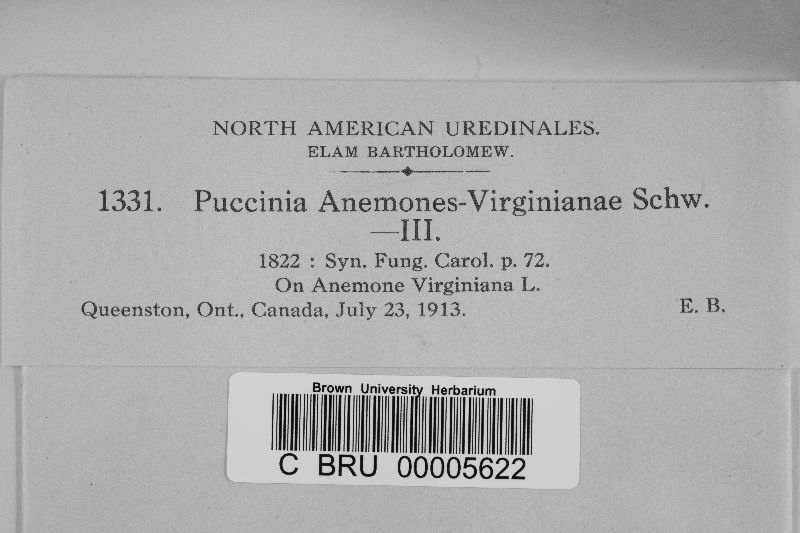 NORTH AMERICAN UREDINALES.
ELAM BARTHOLOMEW.
1331. Puccinia Anemones-Virginianae Schw.
—III.
1822 : Syn. Fung. Carol. p. 72.
On Anemone Virginiana L.
Queenston, Ont., Canada, July 23, 1913. E. B.
Brown University Herbarium
C BRU 00005622